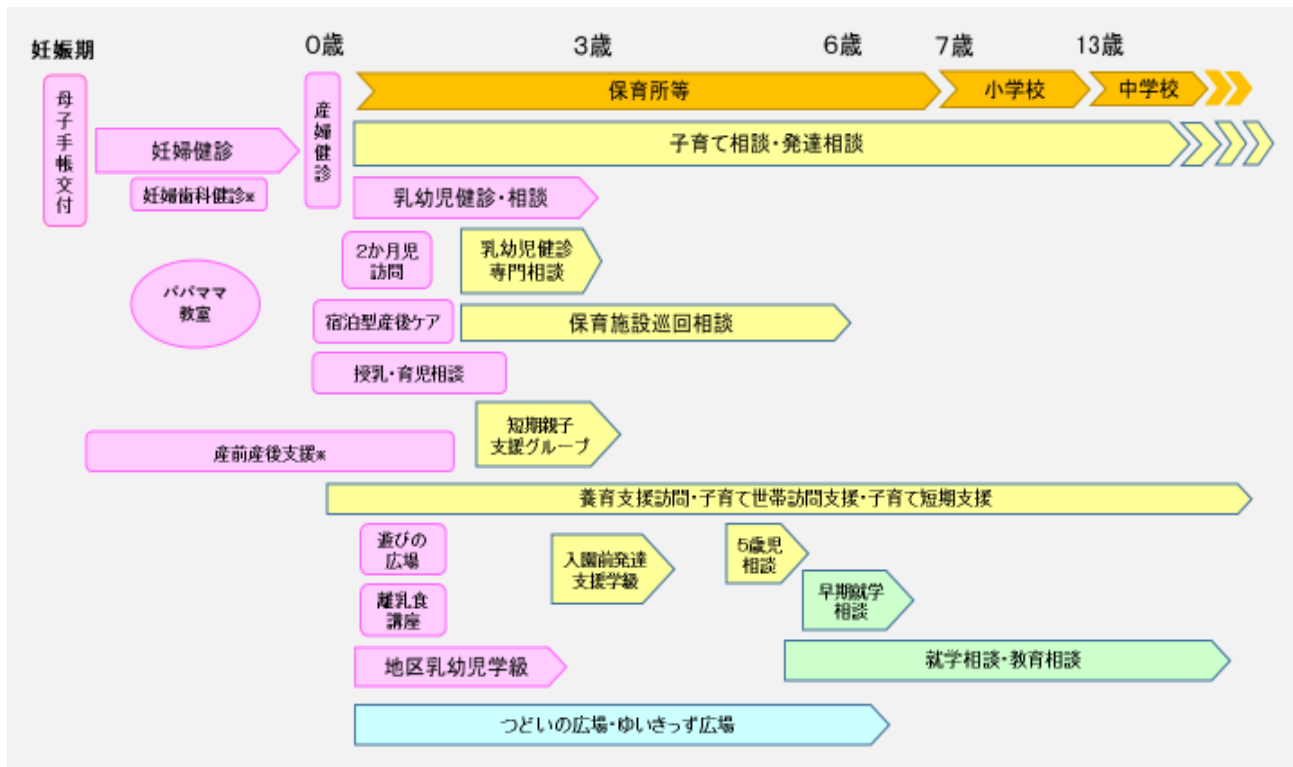 妊娠期
0歳
3歳
6歳
7歳
13歳
母子手帳交付
妊婦健診
妊婦歯科健診※
パパママ
教室
産婦健診
保育所等
小学校
中学校
子育て相談・発達相談
乳幼児健診・相談
2か月児
訪問
乳幼児健診
専門相談
宿泊型産後ケア
保育施設巡回相談
授乳・育児相談
短期親子
支援グループ
産前産後支援※
養育支援訪問・子育て世帯訪問支援・子育て短期支援
遊びの
広場
入園前発達
支援学級
5歳児
相談
離乳食
講座
早期就学
相談
地区乳幼児学級
就学相談・教育相談
つどいの広場・ゆいきっず広場